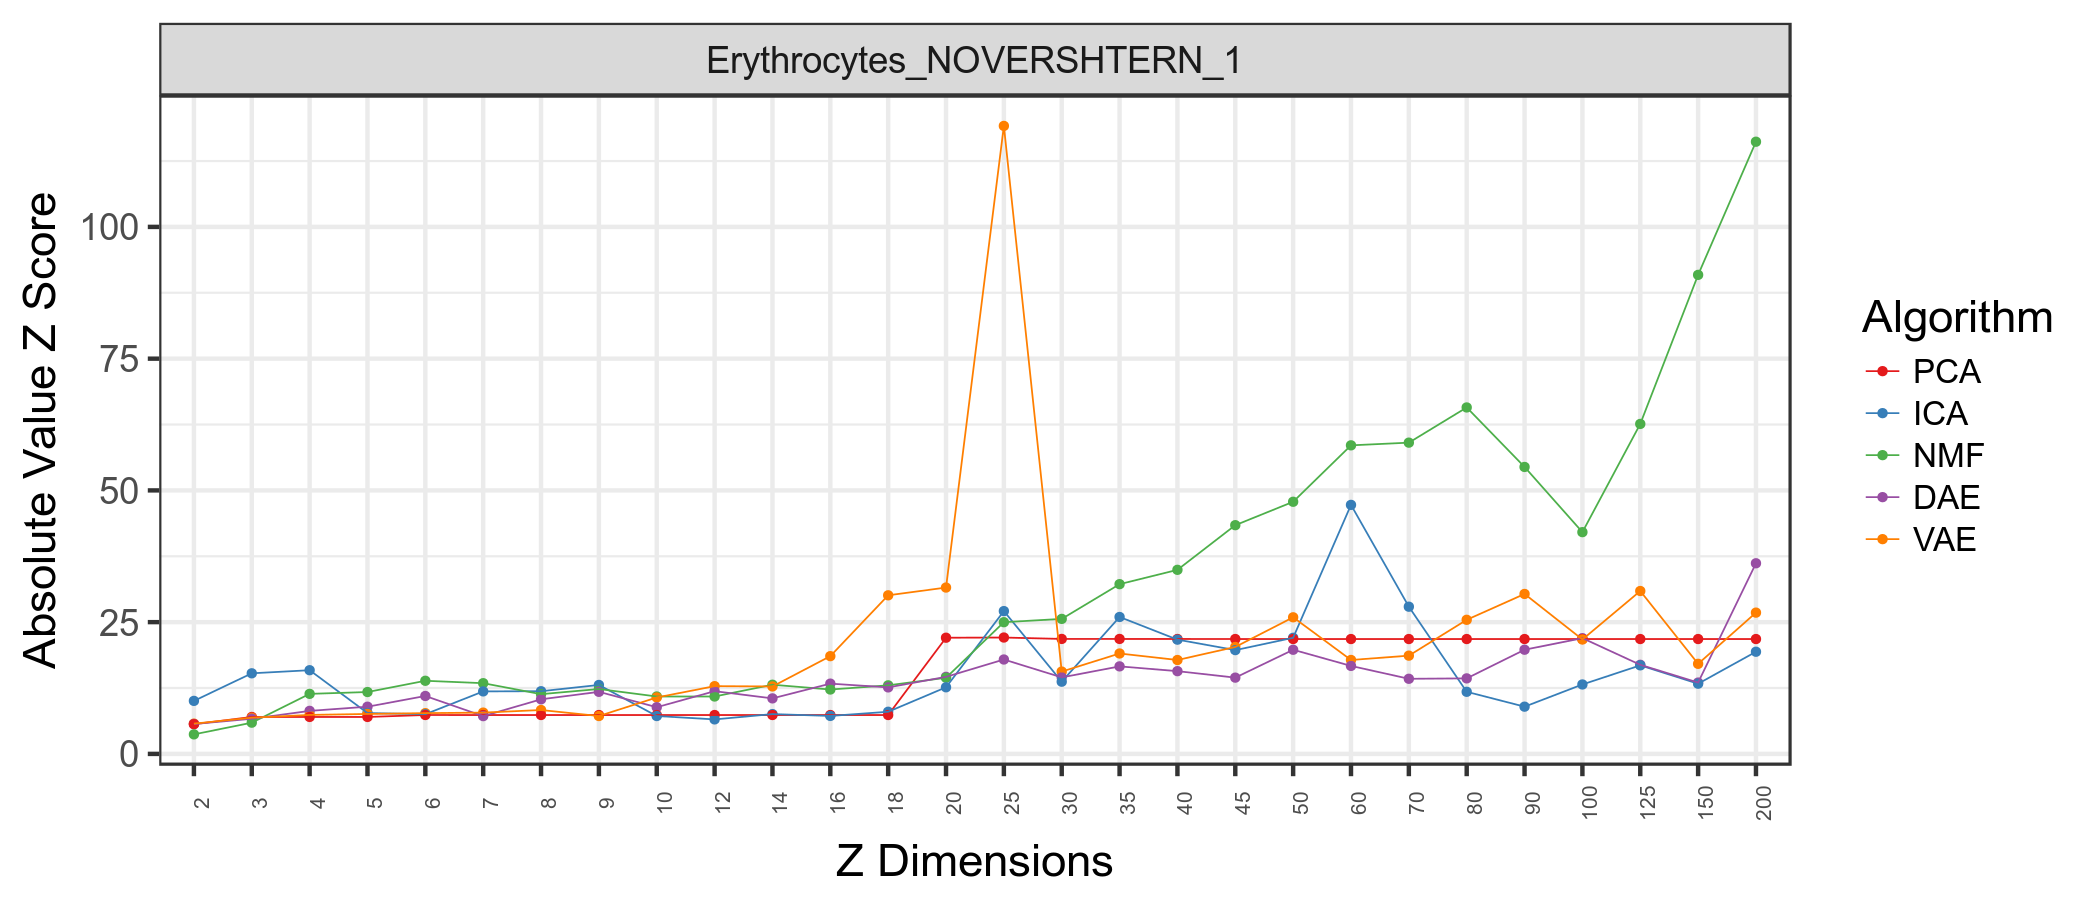 Erythrocytes_NOVERSHTERN_1
Absolute Value Z Score
100
75
50
25
0
2 3 4 5 6 7 8 9 10 12 14 16 18 20 25 30 35 40 45 50 60 70 80 90 100 125 150 200
Z Dimensions
Algorithm
PCA
ICA
NMF
DAE
VAE